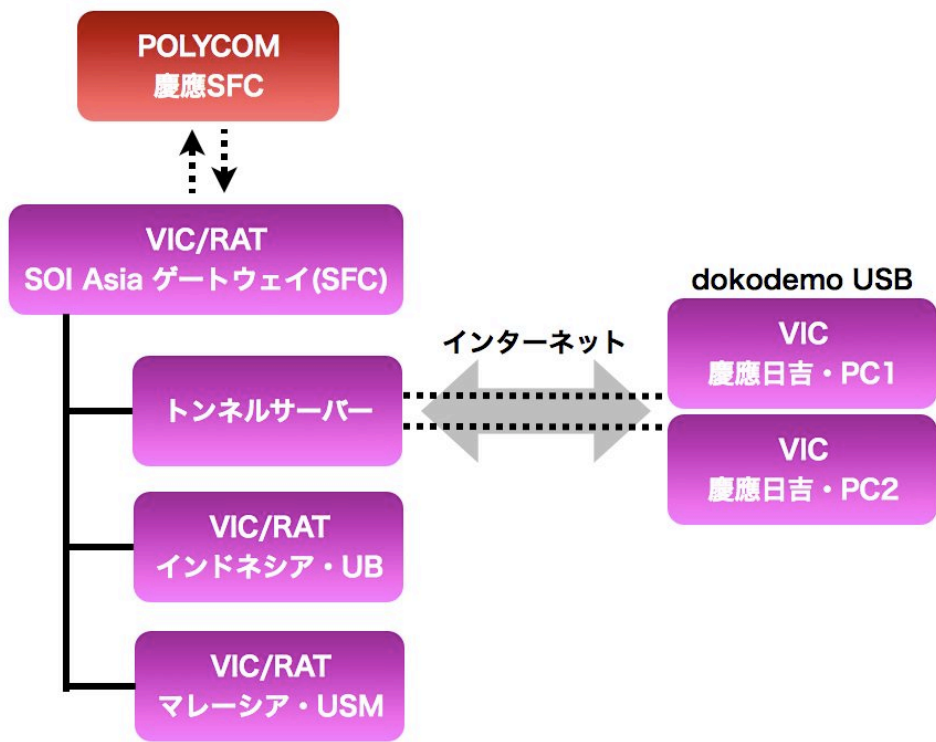 POLYCOM
慶應SFC
VIC/RAT
SOI Asia ゲートウェイ(SFC)
dokodemo USB
インターネット
VIC
慶應日吉・PC1
トンネルサーバー
VIC
慶應日吉・PC2
VIC/RAT
インドネシア・UB
VIC/RAT
マレーシア・USM